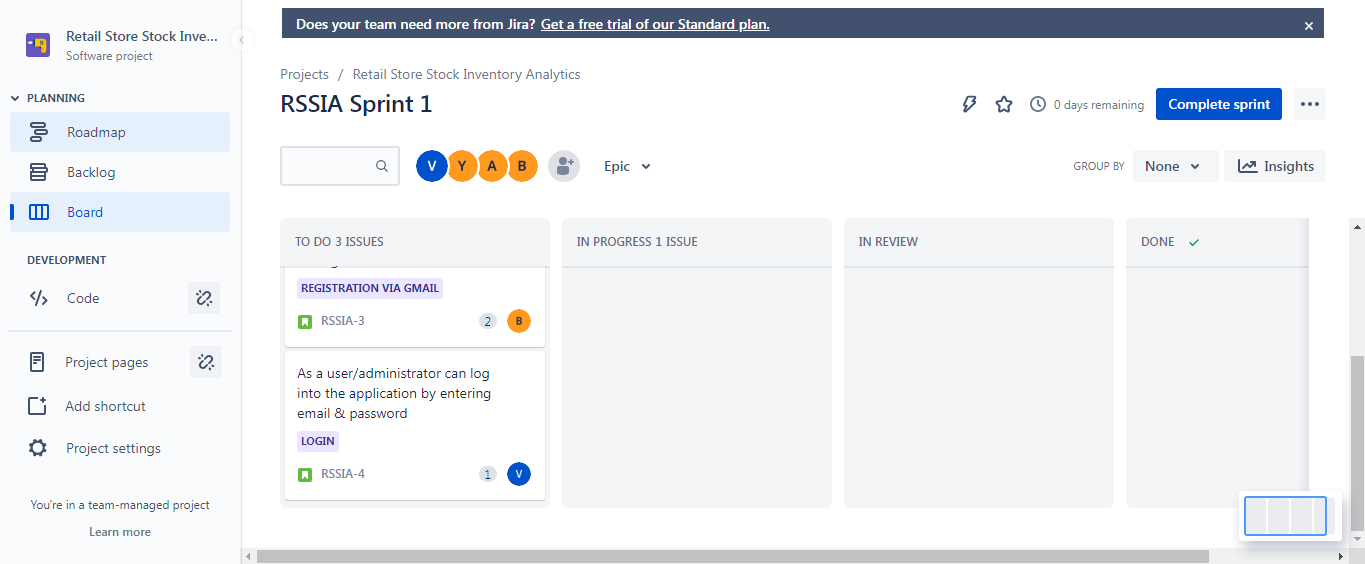 Does your team need more from Jira? Get a free trial of our Standard plan.
Retail Store Stock Inve...
Software project
PLANNING
Roadmap
Backlog
Board
DEVELOPMENT
Code
Project pages
Add shortcut
Project settings
You're in a team-managed project
Learn more
Projects / Retail Store Stock Inventory Analytics
RSSIA Sprint 1
0 days remaining
Complete sprint
V Y A B
Epic
GROUP BY
None
Insights
TO DO 3 ISSUES
REGISTRATION VIA GMAIL
RSSIA-3
2
B
As a user/administrator can log
into the application by entering
email & password
LOGIN
RSSIA-4
1
V
IN PROGRESS 1 ISSUE
IN REVIEW
DONE